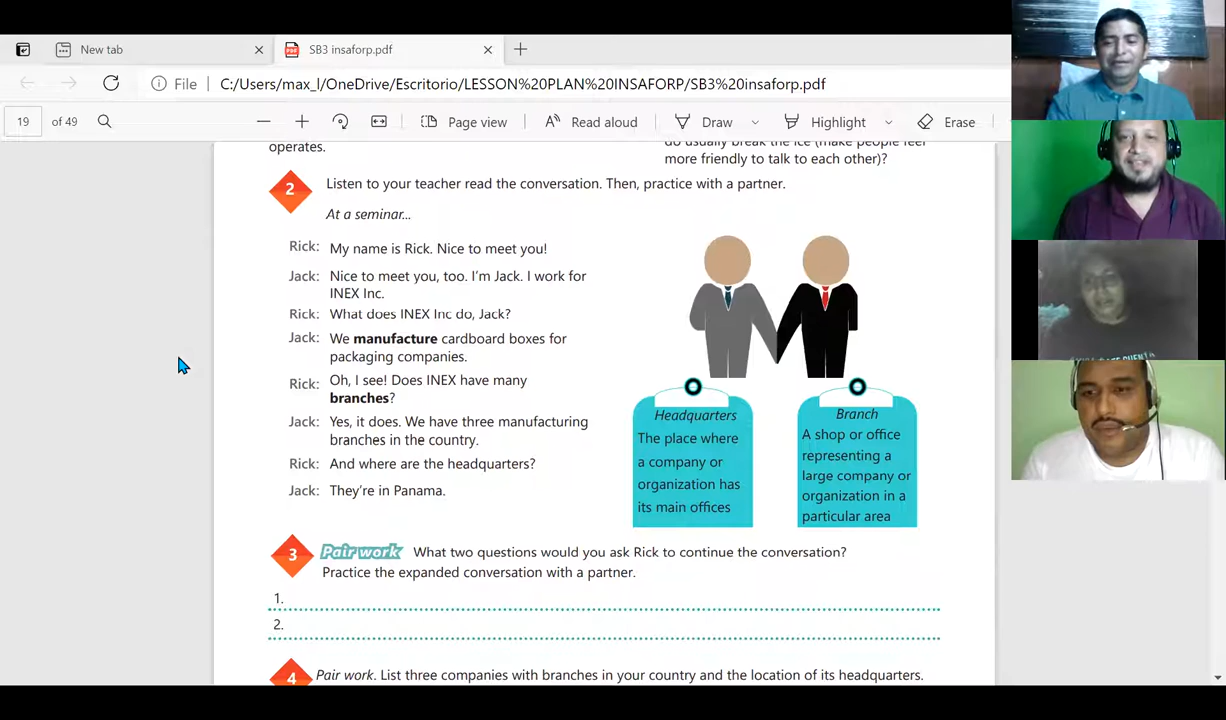 New tab
SB3 insaforp.pdf
File
C:/Users/max_l/OneDrive/Escritorio/LESSON%20PLAN%20INSAFORP/SB3%20insaforp.pdf
19
of 49
Page view
Read aloud
Draw
Highlight
Erase
operates.
do usually break the ice (make people feel
more friendly to talk to each other)?
2
Listen to your teacher read the conversation. Then, practice with a partner.
At a seminar...
Rick: My name is Rick. Nice to meet you!
Jack: Nice to meet you, too. I'm Jack. I work for
INEX Inc.
Rick: What does INEX Inc do, Jack?
Jack: We manufacture cardboard boxes for
packaging companies.
Rick: Oh, I see! Does INEX have many
branches?
Jack: Yes, it does. We have three manufacturing
branches in the country.
Rick: And where are the headquarters?
Jack: They're in Panama.
Headquarters
The place where
a company or
organization has
its main offices
Branch
A shop or office
representing a
large company or
organization in a
particular area
3
Pair work What two questions would you ask Rick to continue the conversation?
Practice the expanded conversation with a partner.
1.
2.
4
Pair work. List three companies with branches in your country and the location of its headquarters.